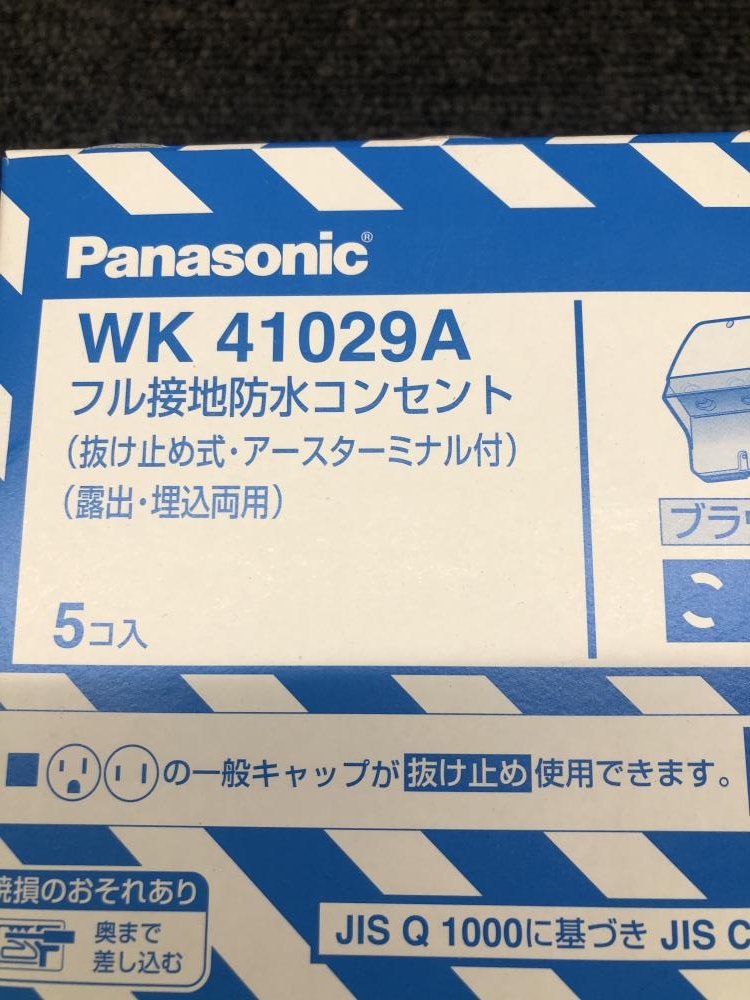 Panasonic®
WK 41029A
フル接地防水コンセント
(抜け止め式・アースターミナル付)
(露出・埋込両用)
5コ入
ブラ
こ
■の一般キャップが抜け止め使用できます。
焼損のおそれあり
奥まで
差し込む
JIS Q 1000に基づき JIS C